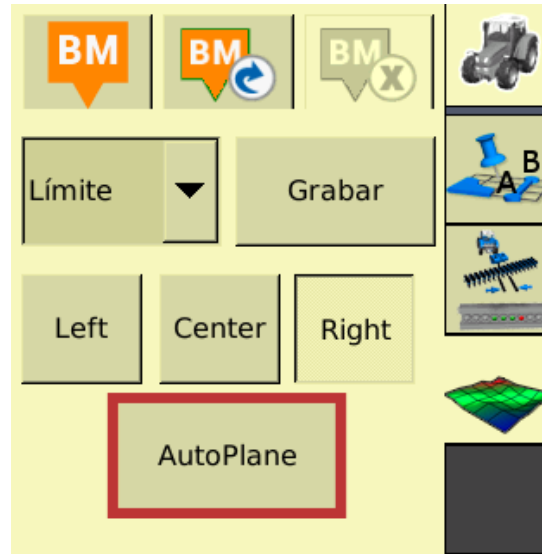 BM BM BM X
Límite Grabar
Left Center Right
AutoPlane
A B